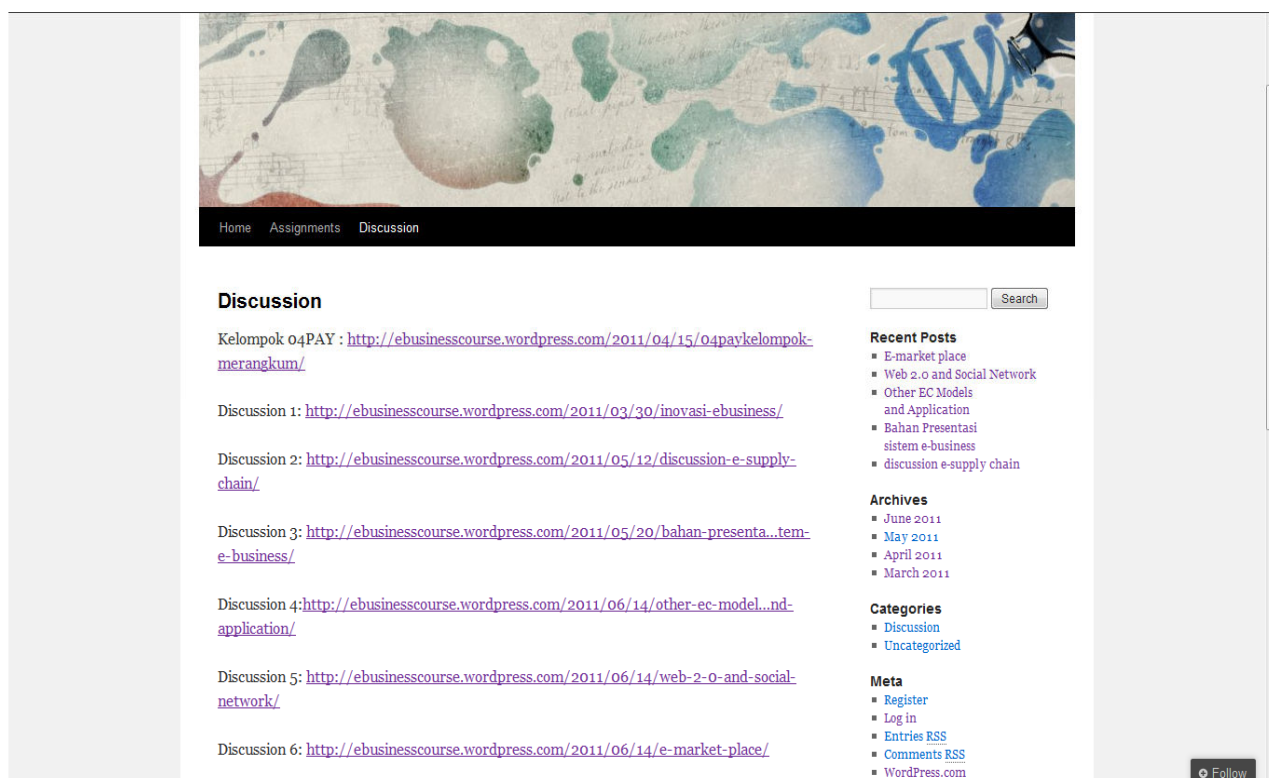 Home Assignments Discussion
Discussion
Kelompok 04PAY : http://ebusinesscourse.wordpress.com/2011/04/15/04paykelompok-
merangkum/
Discussion 1: http://ebusinesscourse.wordpress.com/2011/03/30/inovasi-ebusiness/
Discussion 2: http://ebusinesscourse.wordpress.com/2011/05/12/discussion-e-supply-
chain/
Discussion 3: http://ebusinesscourse.wordpress.com/2011/05/20/bahan-presenta...tem-
e-business/
Discussion 4:http://ebusinesscourse.wordpress.com/2011/06/14/other-ec-model...nd-
application/
Discussion 5: http://ebusinesscourse.wordpress.com/2011/06/14/web-2-0-and-social-
network/
Discussion 6: http://ebusinesscourse.wordpress.com/2011/06/14/e-market-place/
Search
Recent Posts
E-market place
Web 2.0 and Social Network
Other EC Models
and Application
Bahan Presentasi
sistem e-business
discussion e-supply chain
Archives
June 2011
May 2011
April 2011
March 2011
Categories
Discussion
Uncategorized
Meta
Register
Log in
Entries RSS
Comments RSS
WordPress.com
Follow